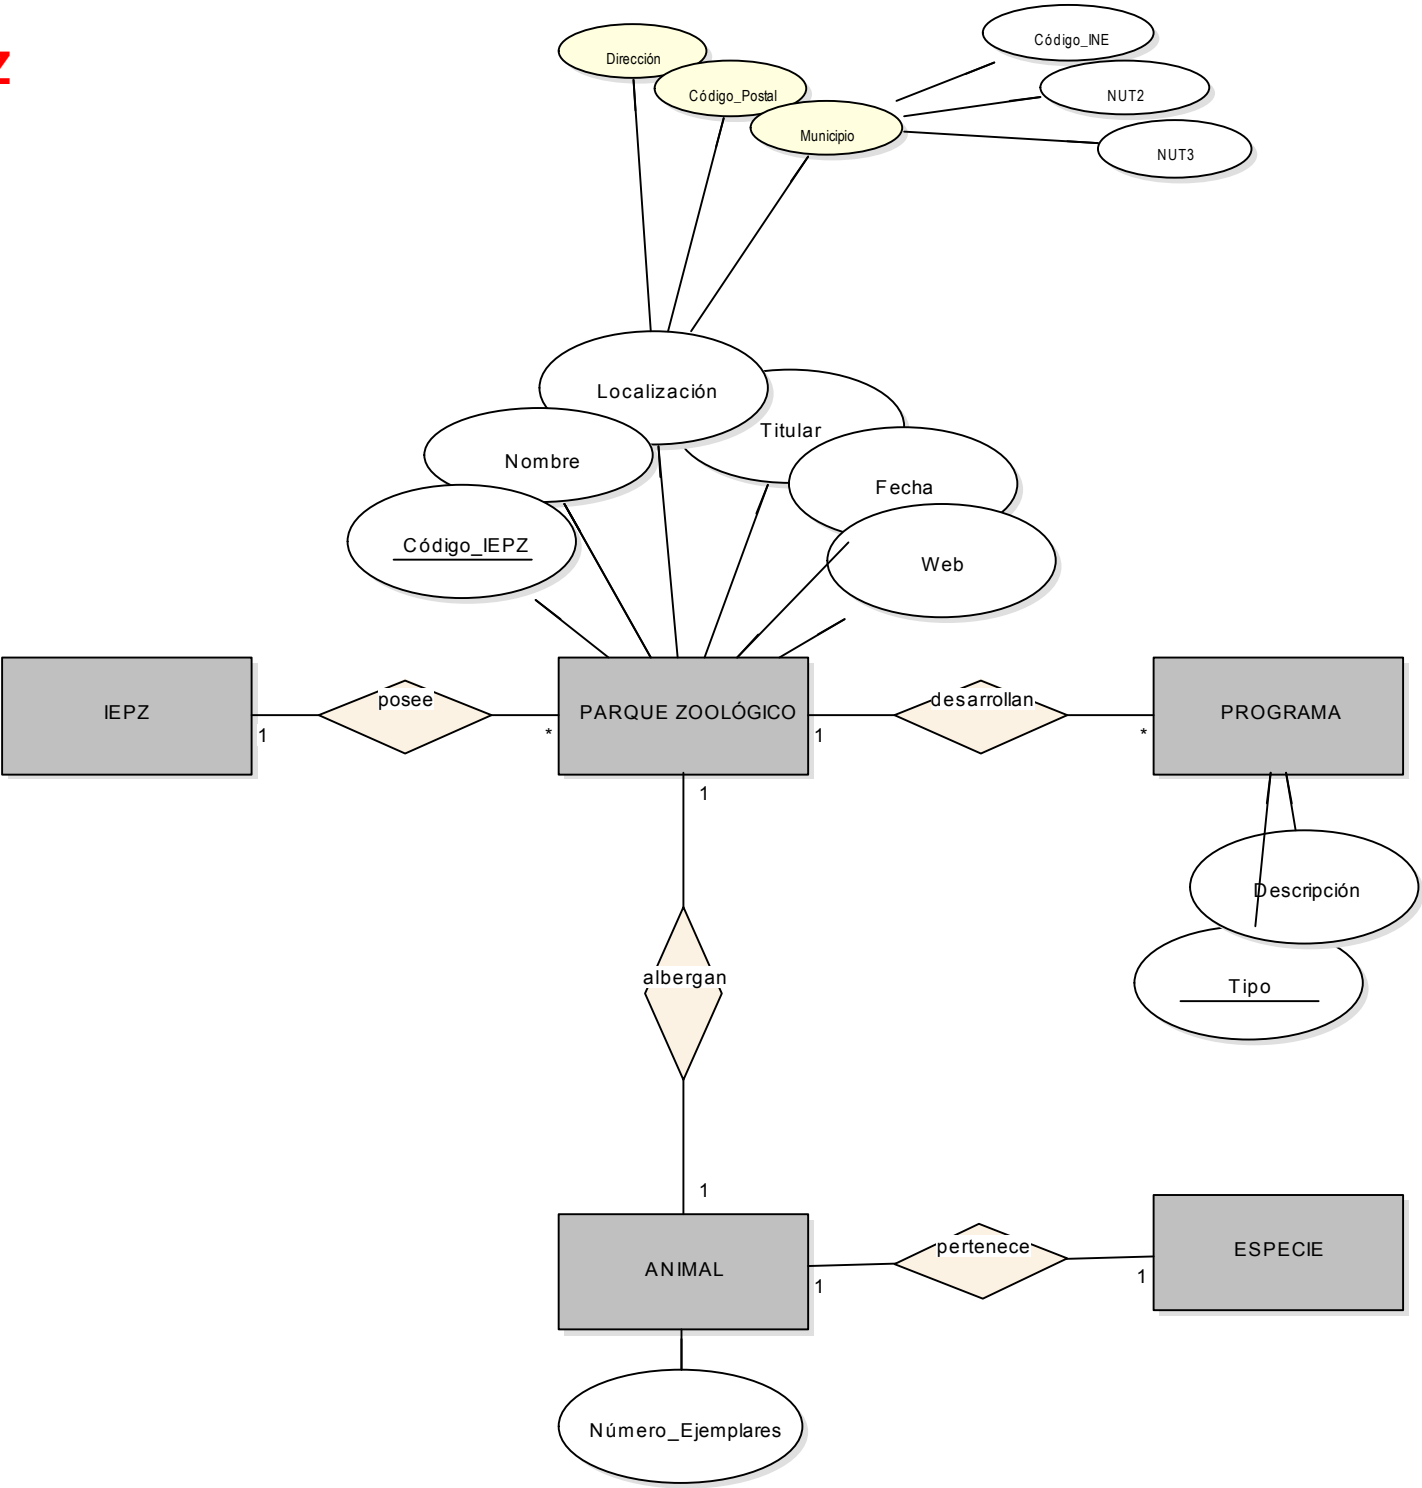 Z
Dirección
Código_Postal
Municipio
Código_INE
NUT2
NUT3
Localización
Titular
Nombre
Fecha
Código_IEPZ
Web
IEPZ
1
posee
*
PARQUE ZOOLÓGICO
1
desarrollan
*
PROGRAMA
1
Descripción
Tipo
albergan
1
ANIMAL
1
pertenece
1
ESPECIE
Número_Ejemplares